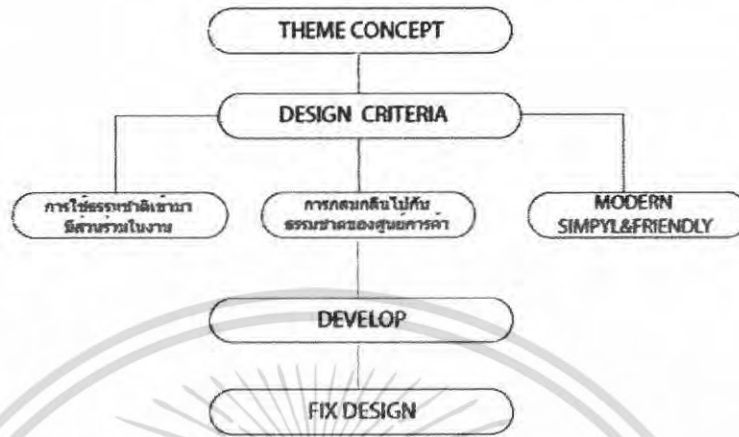 THEME CONCEPT
DESIGN CRITERIA
การใช้ธรรมชาติเข้ามา
มีส่วนร่วมในงาน
การกลมกลืนไปกับ
ธรรมชาติของศูนย์การค้า
MODERN
SIMPYL&FRIENDLY
DEVELOP
FIX DESIGN